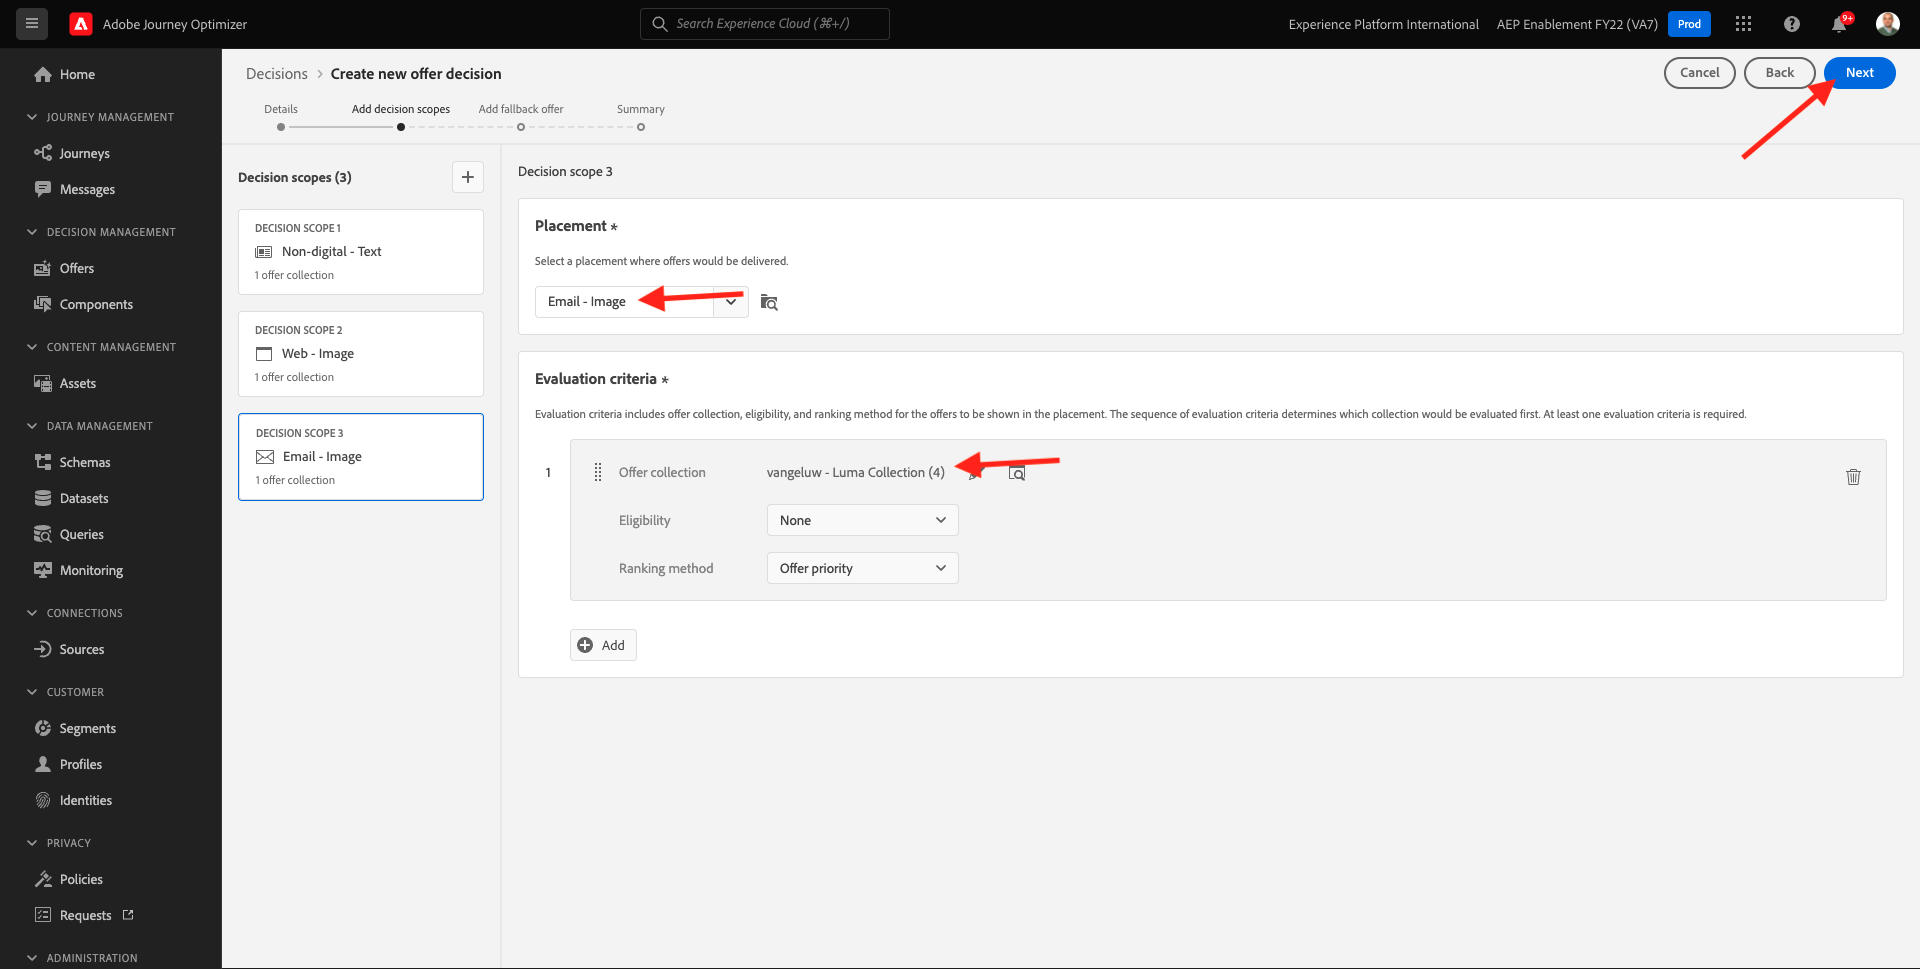 Adobe Journey Optimizer
Search Experience Cloud (⌘+/)
Experience Platform International
AEP Enablement FY22 (VA7)
Prod
9+
Home
JOURNEY MANAGEMENT
Journeys
Messages
DECISION MANAGEMENT
Offers
Components
CONTENT MANAGEMENT
Assets
DATA MANAGEMENT
Schemas
Datasets
Queries
Monitoring
CONNECTIONS
Sources
CUSTOMER
Segments
Profiles
Identities
PRIVACY
Policies
Requests
ADMINISTRATION
Decisions > Create new offer decision
Cancel
Back
Next
Details
Add decision scopes
Add fallback offer
Summary
Decision scopes (3)
DECISION SCOPE 1
Non-digital - Text
1 offer collection
DECISION SCOPE 2
Web - Image
1 offer collection
DECISION SCOPE 3
Email - Image
1 offer collection
Decision scope 3
Placement *
Select a placement where offers would be delivered.
Email - Image
Evaluation criteria *
Evaluation criteria includes offer collection, eligibility, and ranking method for the offers to be shown in the placement. The sequence of evaluation criteria determines which collection would be evaluated first. At least one evaluation criteria is required.
1
Offer collection
vangeluw - Luma Collection (4)
Eligibility
None
Ranking method
Offer priority
Add